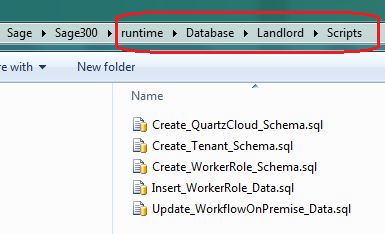 Sage Sage300 runtime Database Landlord Scripts
re with New folder
Name
Create_QuartzCloud_Schema.sql
Create_Tenant_Schema.sql
Create_WorkerRole_Schema.sql
Insert_WorkerRole_Data.sql
Update_WorkflowOnPremise_Data.sql